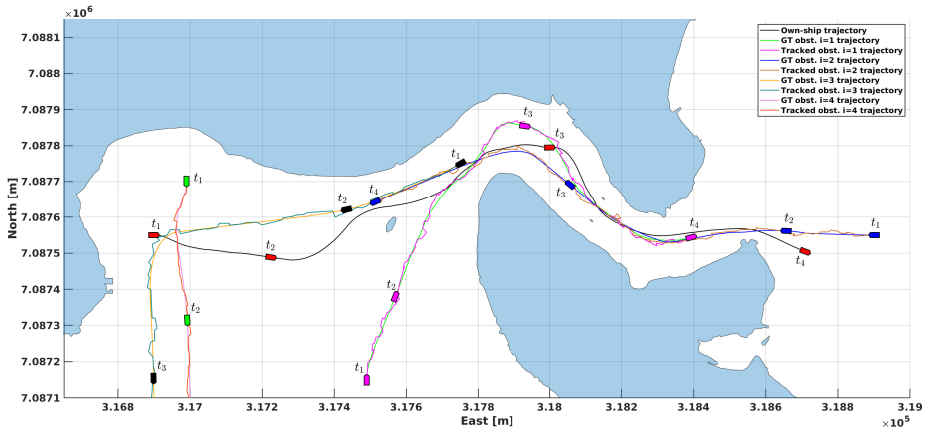 ×10⁶
7.0881
7.088
7.0879
7.0878
7.0877
7.0876
7.0875
7.0874
7.0873
7.0872
7.0871
North [m]
Own-ship trajectory
GT obst. i=1 trajectory
Tracked obst. i=1 trajectory
GT obst. i=2 trajectory
Tracked obst. i=2 trajectory
GT obst. i=3 trajectory
Tracked obst. i=3 trajectory
GT obst. i=4 trajectory
Tracked obst. i=4 trajectory
t₃
t₃
t₁
t₁
t₂
t₄
t₃
t₁
t₂
t₄
t₂
t₁
t₄
t₂
t₂
t₃
t₁
3.168 3.17 3.172 3.174 3.176 3.178 3.18 3.182 3.184 3.186 3.188 3.19
East [m]
×10⁵